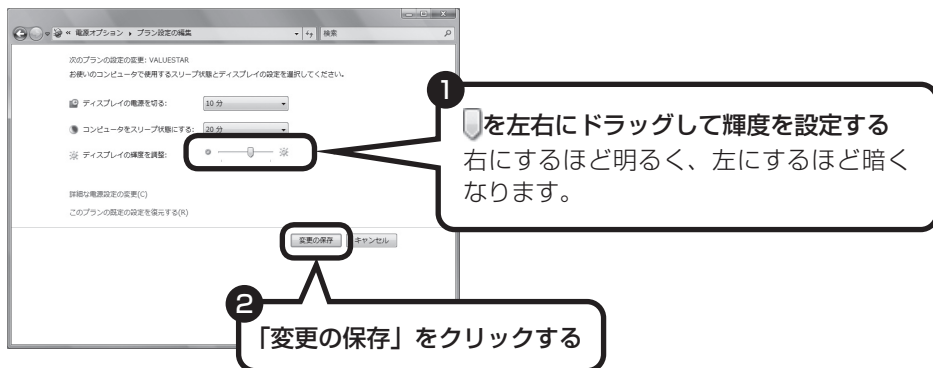 電源オプション ▸ プラン設定の編集
検索
次のプランの設定の変更: VALUESTAR
お使いのコンピュータで使用するスリープ状態とディスプレイの設定を選択してください。
ディスプレイの電源を切る: 10 分
コンピュータをスリープ状態にする: 20 分
ディスプレイの輝度を調整:
詳細な電源設定の変更(C)
このプランの既定の設定を復元する(R)
変更の保存 キャンセル
1
を左右にドラッグして輝度を設定する
右にするほど明るく、左にするほど暗く
なります。
2
「変更の保存」をクリックする